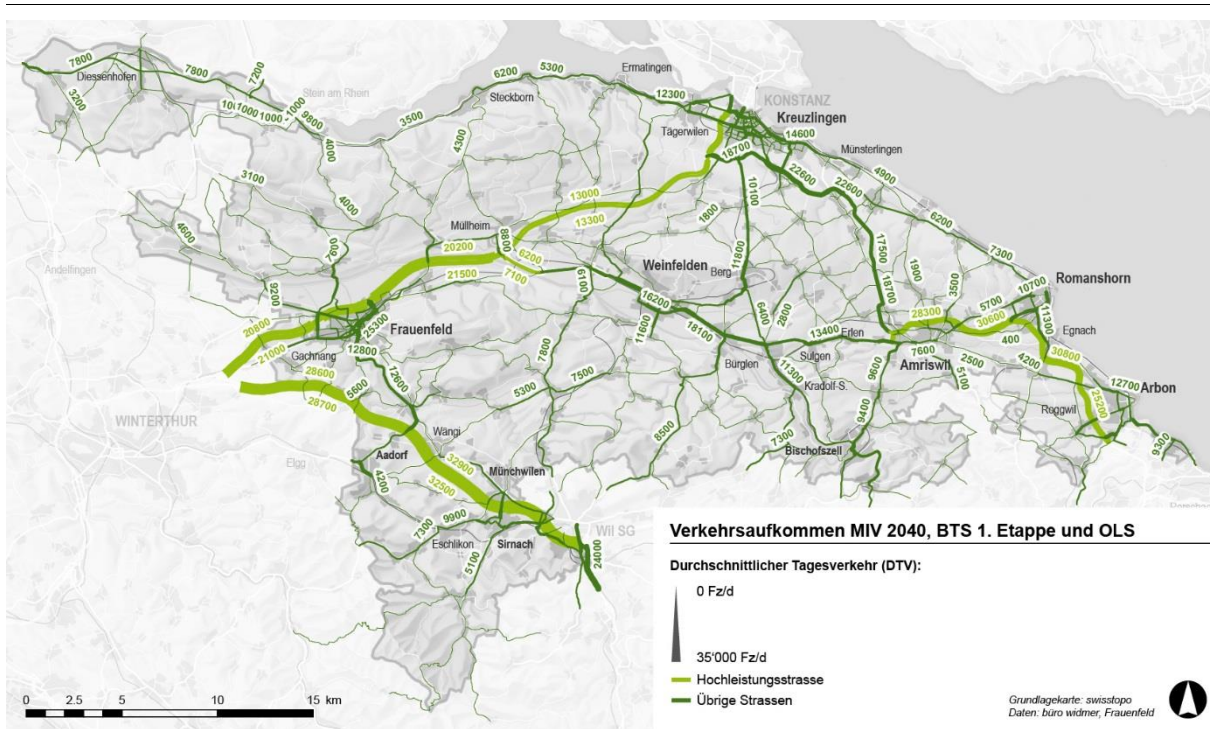 7800
Diessenhofen
7800
7200
3200
1000
1000
1000
9800
4000
Stein am Rhein
6200
5300
Ermatingen
Steckborn
3500
4300
12300
KONSTANZ
Kreuzlingen
Tägerwilen
14600
18700
Münsterlingen
22600
22600
4900
10100
3100
4000
13000
13300
1800
6200
4600
7900
Müllheim
8800
20200
21500
6200
7100
6100
Weinfelden
Berg
11800
17500
18700
1900
3500
7300
Romanshorn
Andelfingen
9200
16200
11600
18100
6400
2800
28300
5700
10700
30600
11300
Egnach
20800
21000
25300
Frauenfeld
Gachnang
12800
13400
Erlen
400
30800
Bürglen
Sulgen
7600
2500
4200
Amriswil
9600
5100
28600
28700
5600
12600
7800
7500
5300
11300
Kradolf-S.
9400
12700
Arbon
25200
Roggwil
9300
WINTERTHUR
Elgg
Wängi
8500
7300
Bischofszell
Aadorf
4200
32900
32500
Münchwilen
7300
9900
Eschlikon
5100
Sirnach
Wil SG
24000
Verkehrsaufkommen MIV 2040, BTS 1. Etappe und OLS
Durchschnittlicher Tagesverkehr (DTV):
0 Fz/d
35'000 Fz/d
Hochleistungsstrasse
Übrige Strassen
0 2.5 5 10 15 km
Grundlagekarte: swisstopo
Daten: büro widmer, Frauenfeld